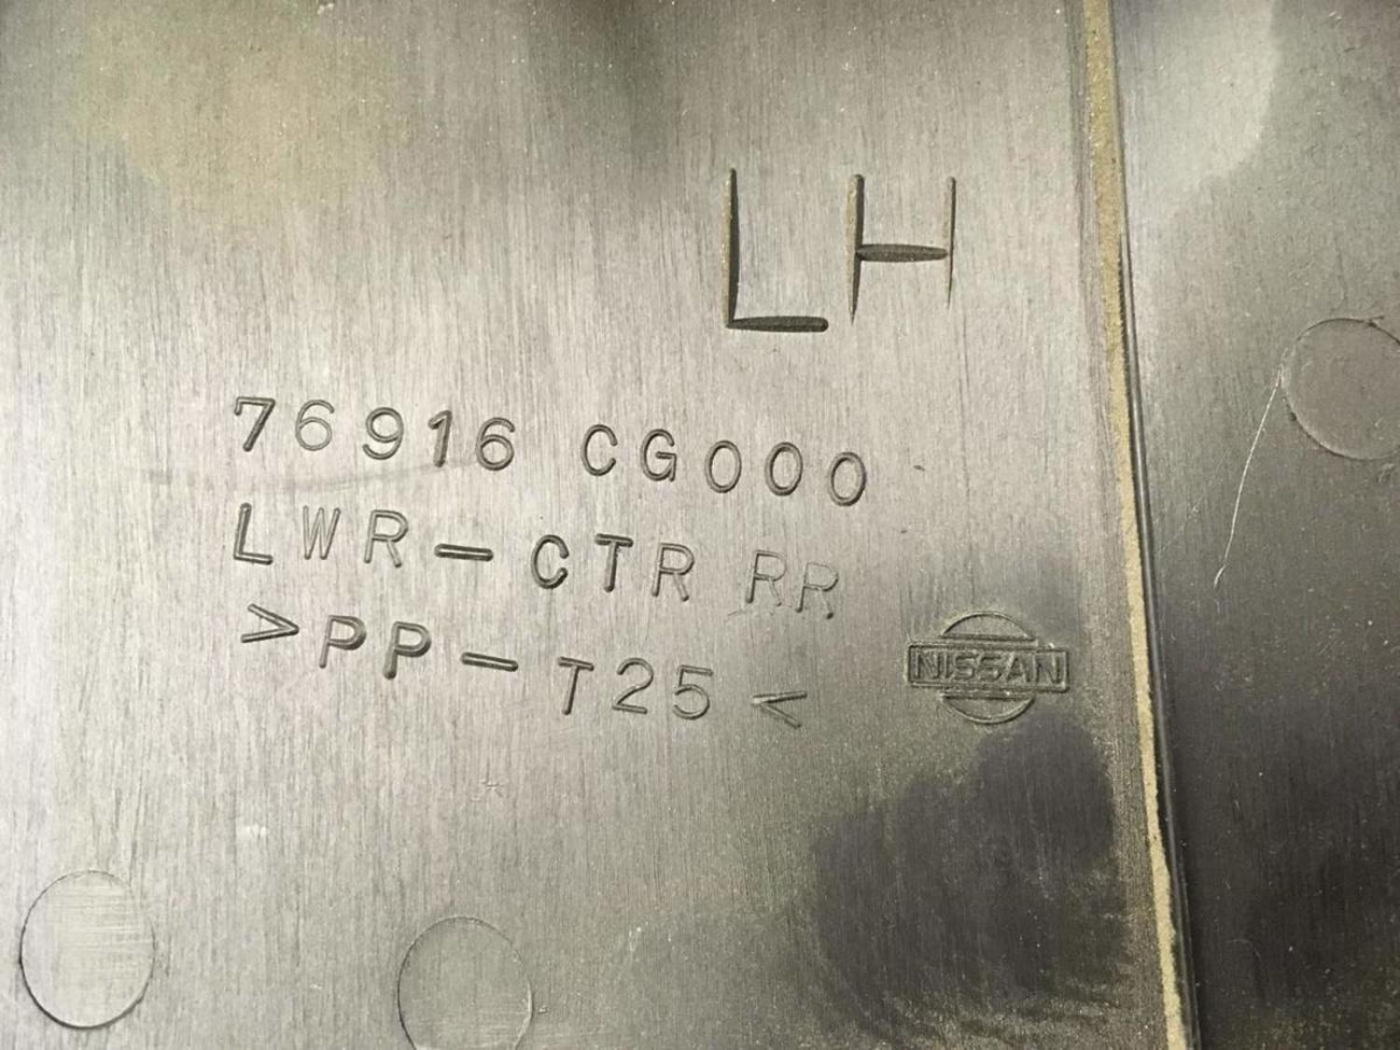 LH
76916 CG000
LWR-CTR RR
>PP-T25<
NISSAN